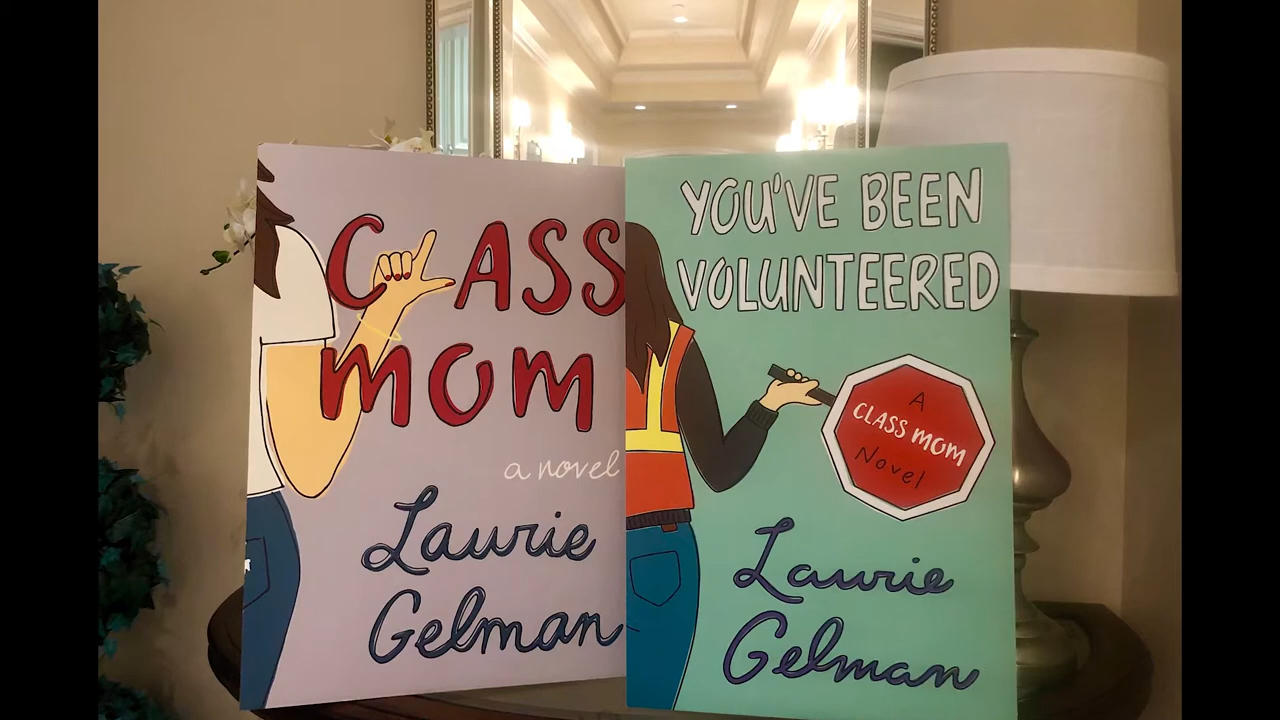 CLASS
MOM
a novel
Laurie
Gelman
YOU'VE BEEN
VOLUNTEERED
A
CLASS MOM
Novel
Laurie
Gelman